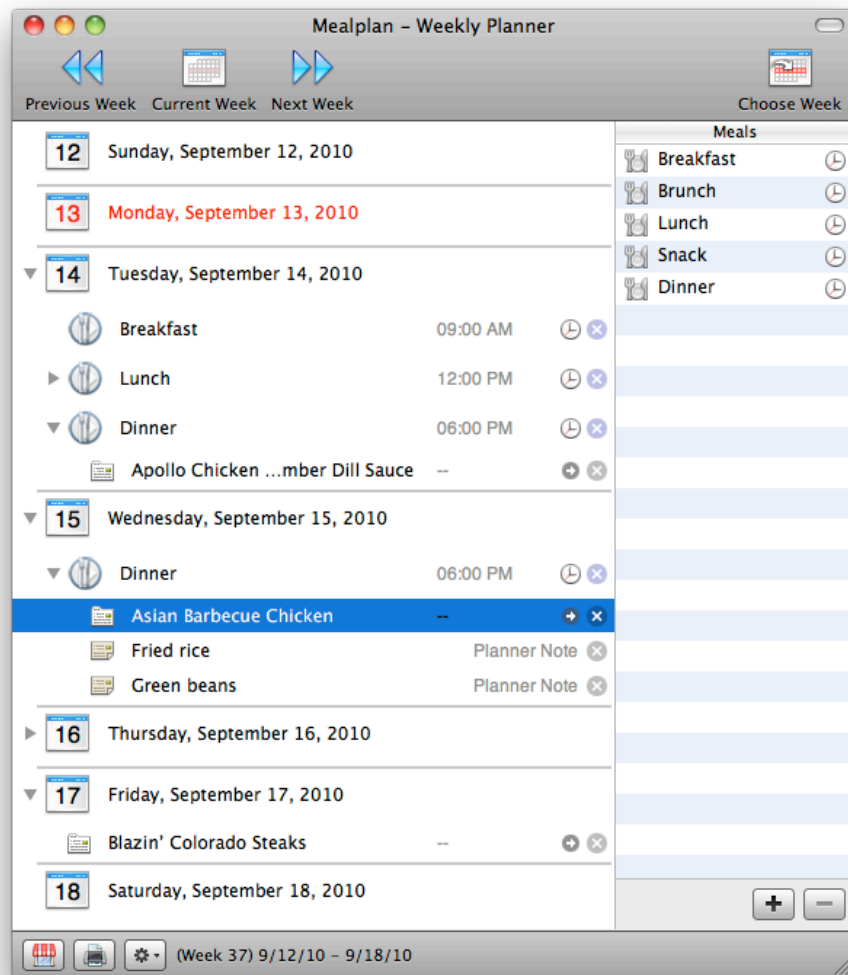 Mealplan – Weekly Planner
Previous Week Current Week Next Week Choose Week
Meals
12 Sunday, September 12, 2010
13 Monday, September 13, 2010
14 Tuesday, September 14, 2010
Breakfast 09:00 AM
Lunch 12:00 PM
Dinner 06:00 PM
Apollo Chicken ...mber Dill Sauce --
15 Wednesday, September 15, 2010
Dinner 06:00 PM
Asian Barbecue Chicken --
Fried rice Planner Note
Green beans Planner Note
16 Thursday, September 16, 2010
17 Friday, September 17, 2010
Blazin' Colorado Steaks --
18 Saturday, September 18, 2010
Breakfast
Brunch
Lunch
Snack
Dinner
(Week 37) 9/12/10 – 9/18/10